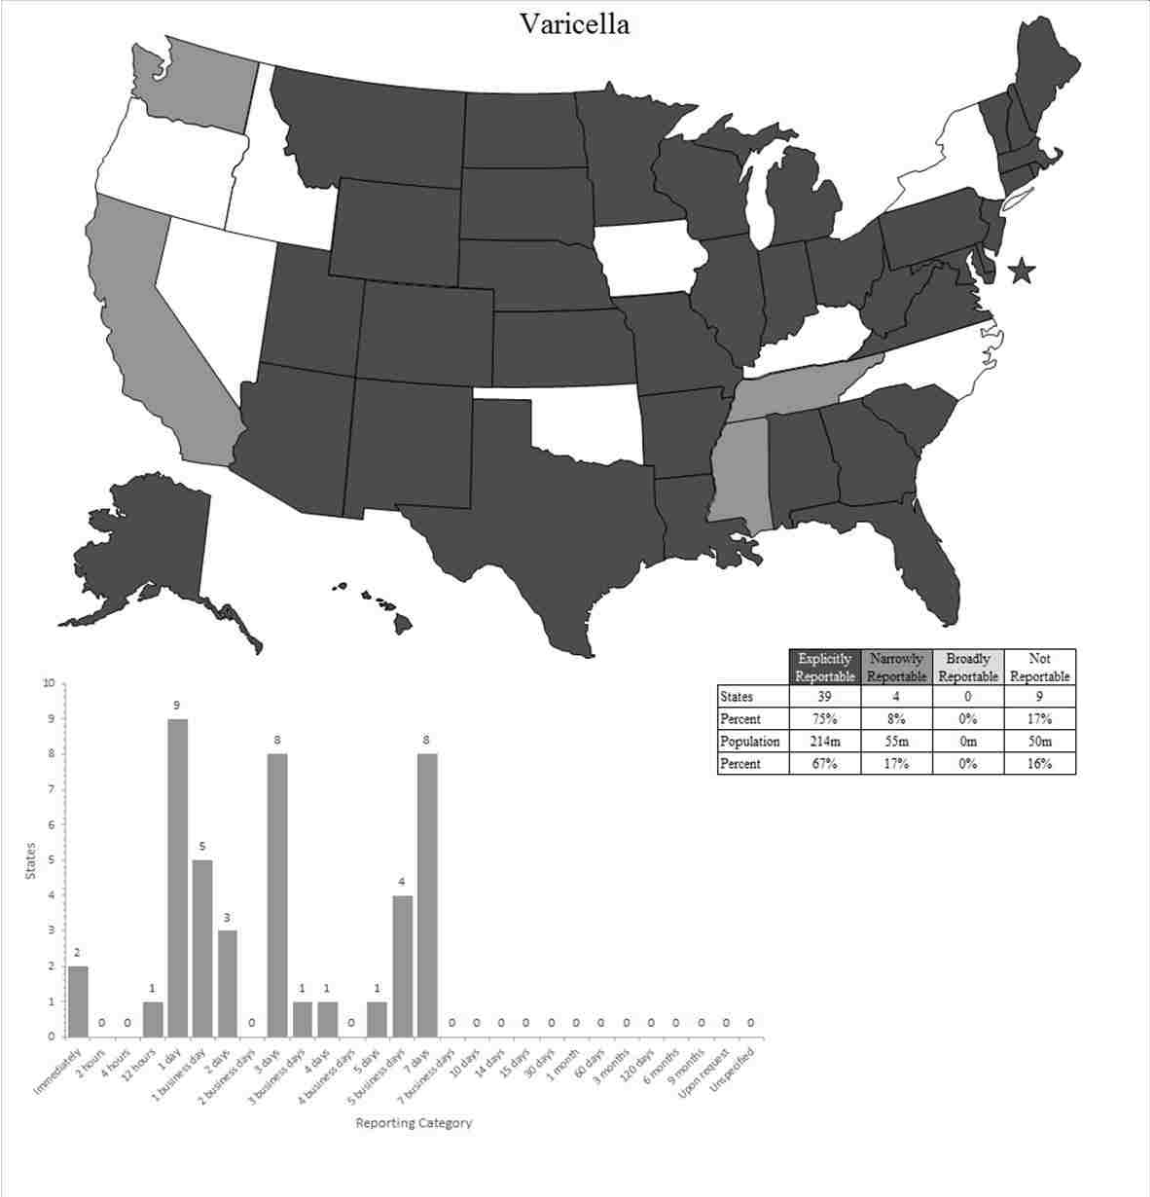 Varicella
Explicitly Reportable Narrowly Reportable Broadly Reportable Not Reportable
States 39 4 0 9
Percent 75% 8% 0% 17%
Population 214m 55m 0m 50m
Percent 67% 17% 0% 16%
10
9
8
7
6
5
4
3
2
1
0
States
2 0 0 1 9 5 3 0 8 1 1 0 1 4 8 0 0 0 0 0 0 0 0 0 0 0 0 0
Immediately
2 hours
4 hours
12 hours
1 day
1 business day
2 days
2 business days
3 days
3 business days
4 days
4 business days
5 days
5 business days
7 days
7 business days
10 days
14 days
15 days
30 days
1 month
60 days
3 months
120 days
6 months
9 months
Upon request
Unspecified
Reporting Category